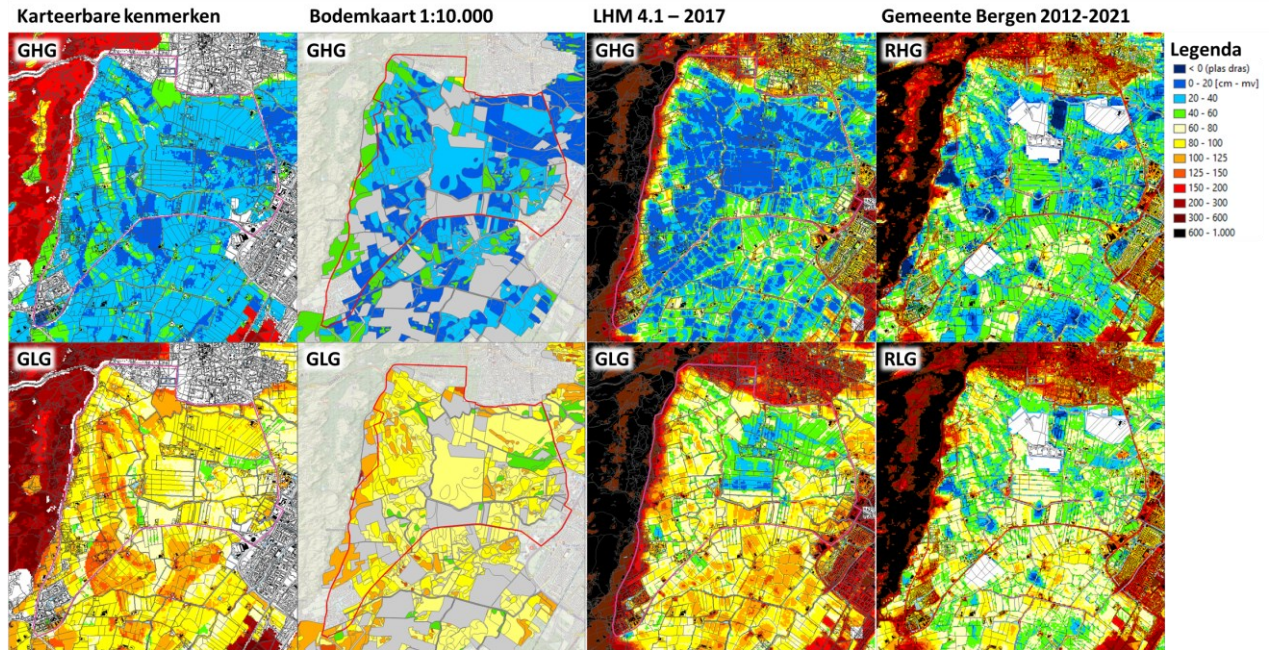 Karteerbare kenmerken
Bodemkaart 1:10.000
LHM 4.1 – 2017
Gemeente Bergen 2012-2021
GHG
GHG
GHG
RHG
Legenda
< 0 (plas dras)
0 - 20 [cm - mv]
20 - 40
40 - 60
60 - 80
80 - 100
100 - 125
125 - 150
150 - 200
200 - 300
300 - 600
600 - 1.000
GLG
GLG
GLG
RLG